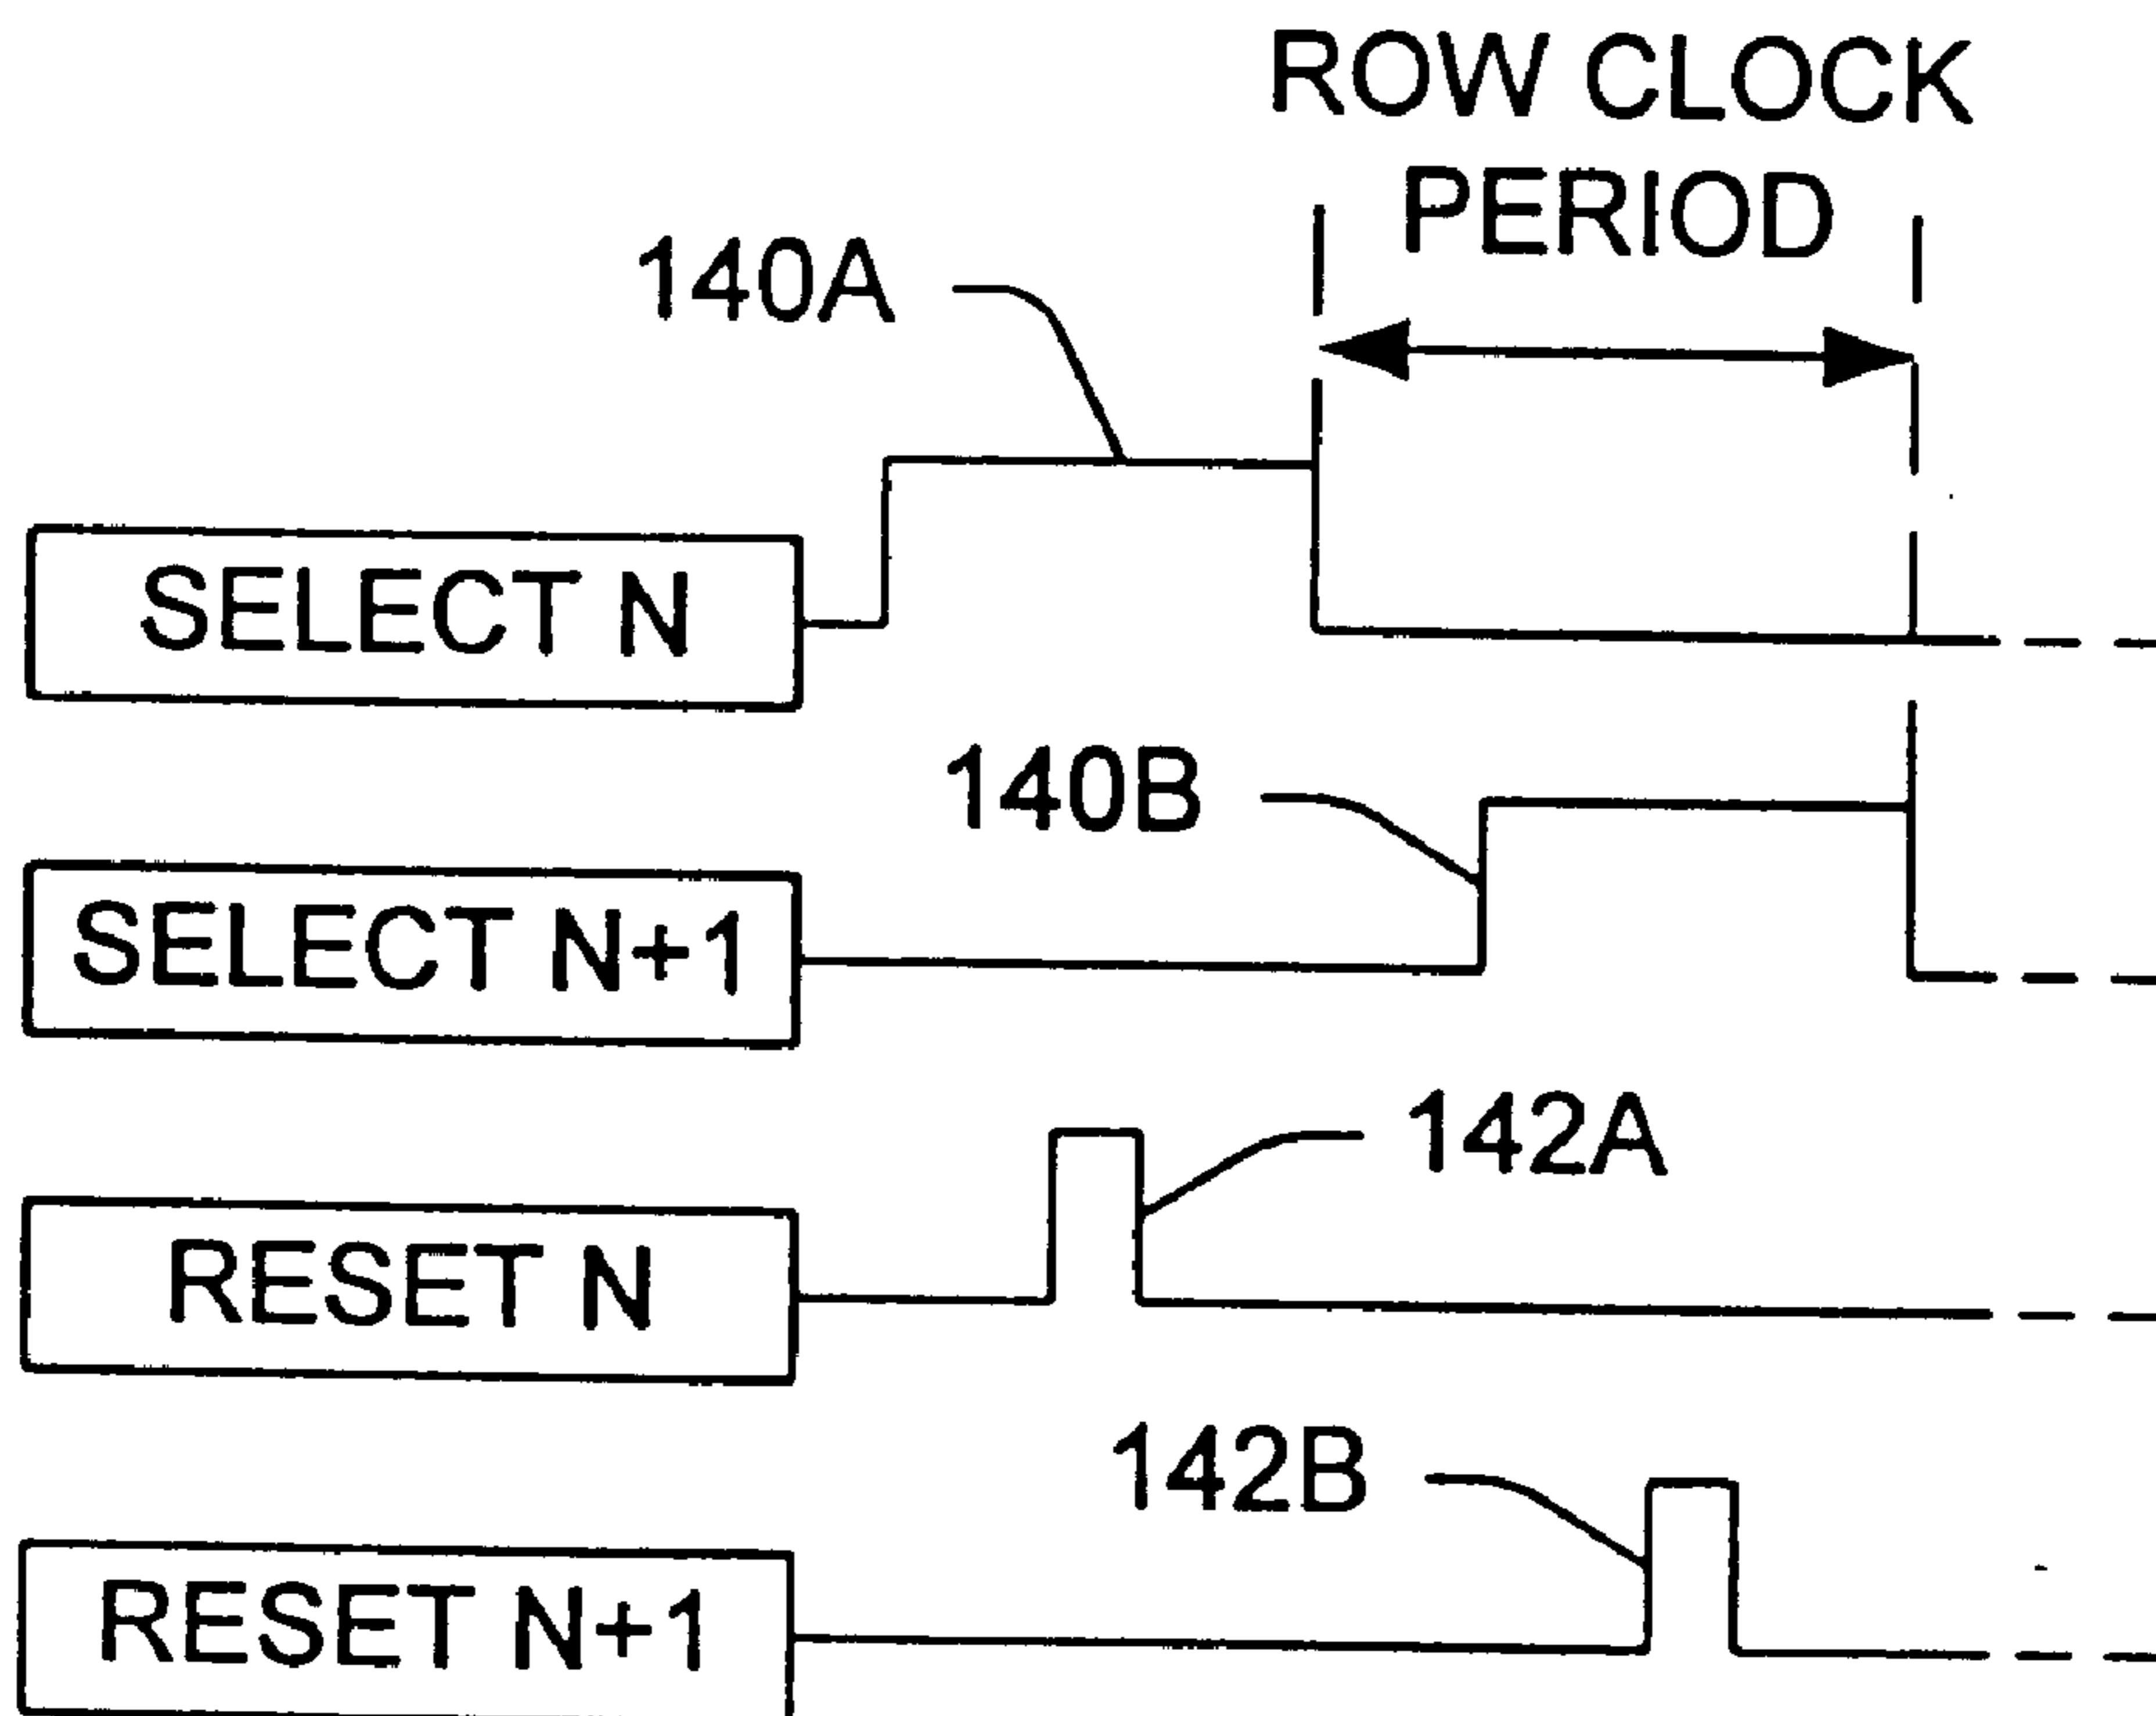 ROW CLOCK
PERIOD
140A
SELECT N
140B
SELECT N+1
142A
RESET N
142B
RESET N+1